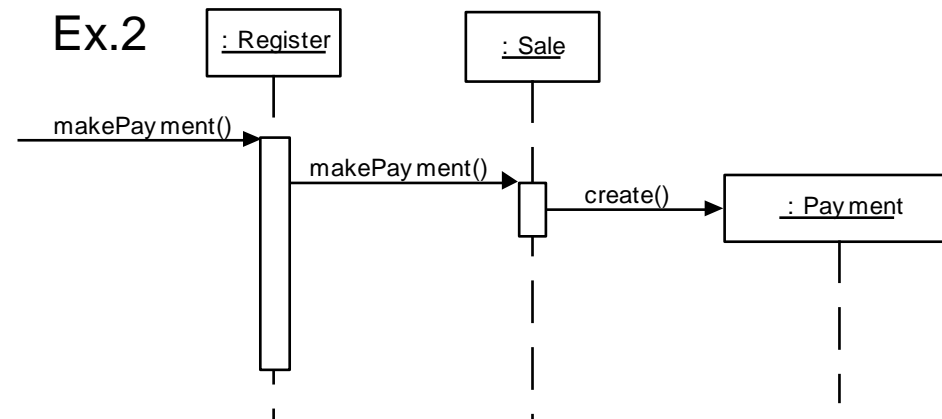 Ex.2
: Register
: Sale
makePayment()
makePayment()
create()
: Payment